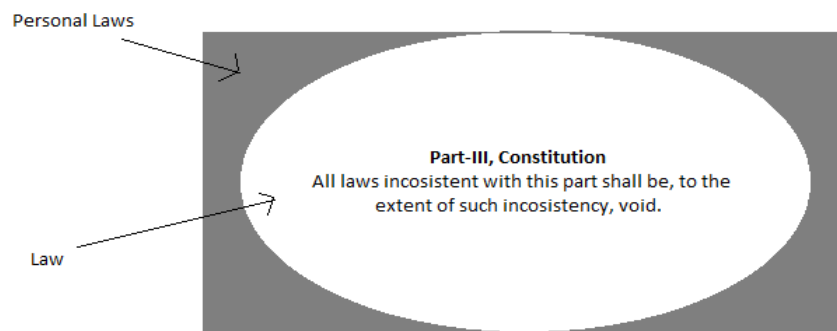 Personal Laws
Part-III, Constitution
All laws incosistent with this part shall be, to the
extent of such incosistency, void.
Law